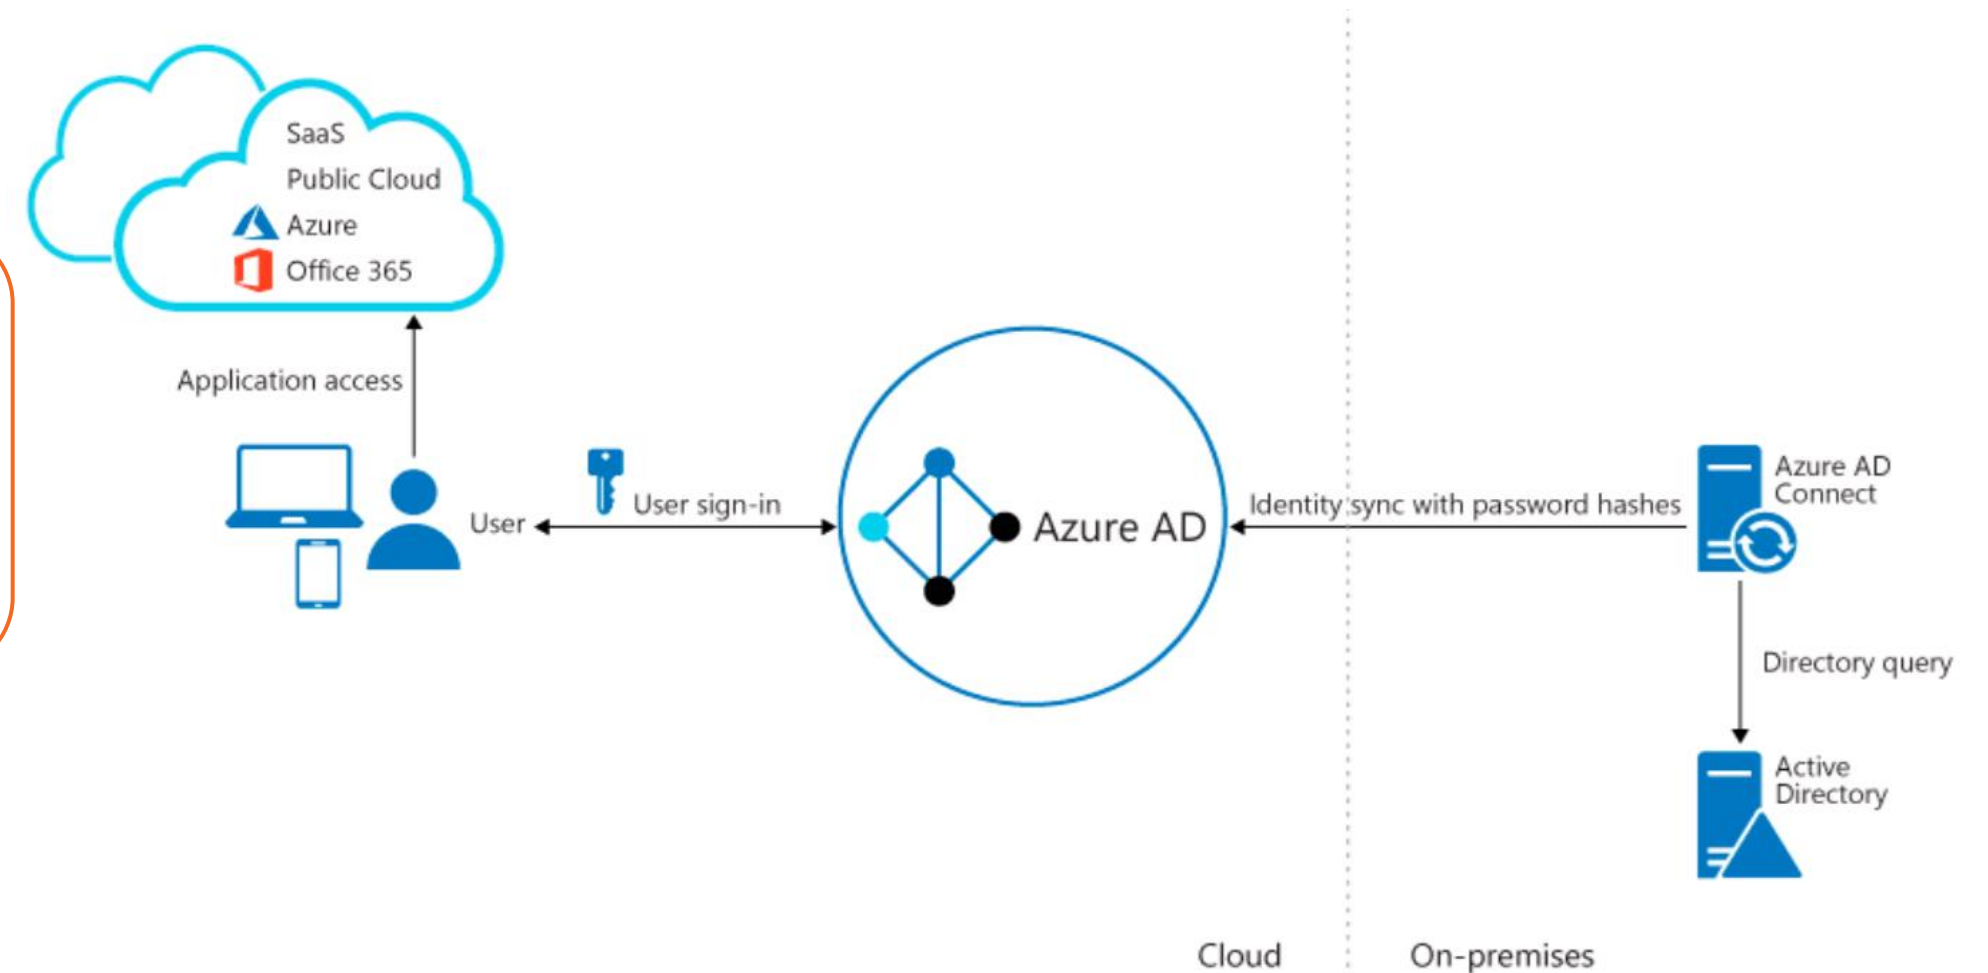 SaaS
Public Cloud
Azure
Office 365
Application access
User
User sign-in
Azure AD
Identity sync with password hashes
Azure AD
Connect
Directory query
Active
Directory
Cloud
On-premises